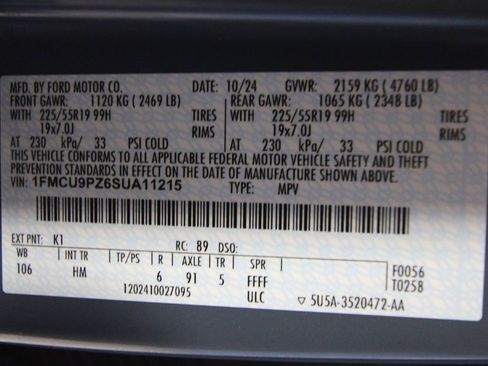 MFD. BY FORD MOTOR CO. DATE: 10/24 GVWR: 2159 KG (4760 LB)
FRONT GAWR: 1120 KG (2469 LB) REAR GAWR: 1065 KG (2348 LB)
WITH 225/55R19 99H TIRES WITH 225/55R19 99H TIRES
19x7.0J RIMS 19x7.0J RIMS
AT 230 kPa/ 33 PSI COLD AT 230 kPa/ 33 PSI COLD
THIS VEHICLE CONFORMS TO ALL APPLICABLE FEDERAL MOTOR VEHICLE SAFETY AND THEFT
PREVENTION STANDARDS IN EFFECT ON THE DATE OF MANUFACTURE SHOWN ABOVE.
VIN: 1FMCU9PZ6SUA11215 TYPE: MPV
EXT PNT: K1 RC: 89 DSO:
WB INT TR TP/PS R AXLE TR SPR F0056
106 HM 6 91 5 FFFF T0258
1202410027095 ULC ▽ 5U5A-3520472-AA